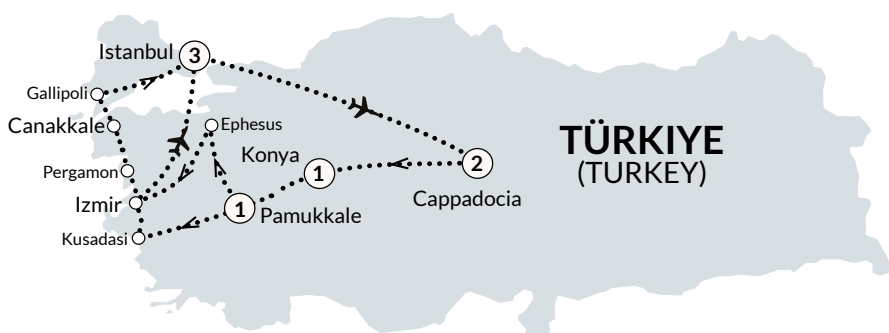 Istanbul
3
Gallipoli
Canakkale
Ephesus
TÜRKIYE
(TURKEY)
Konya
1
2
Pergamon
Cappadocia
Izmir
1
Pamukkale
Kusadasi